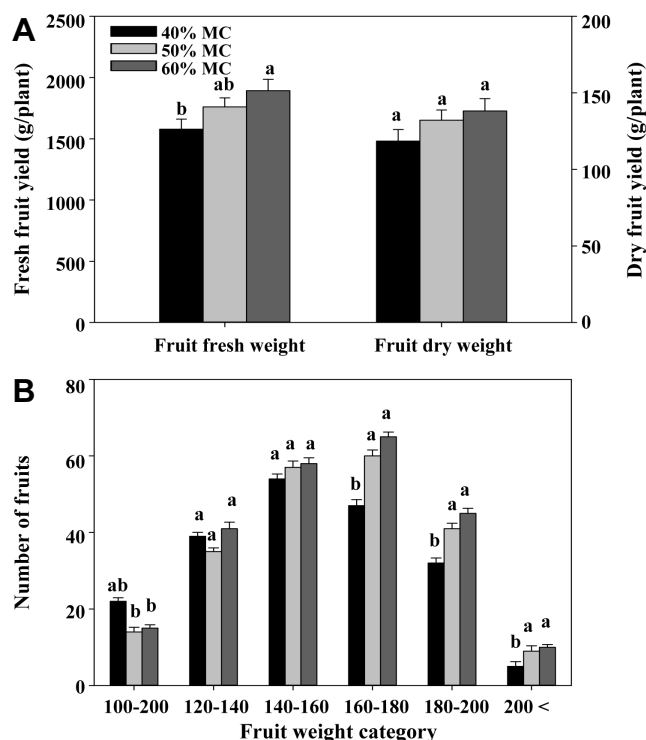 A
40% MC
50% MC
60% MC
2500
2000
1500
1000
500
0
Fresh fruit yield (g/plant)
200
150
100
50
0
Dry fruit yield (g/plant)
b ab a
a a a
Fruit fresh weight Fruit dry weight
B
80
60
40
20
0
Number of fruits
ab b b
a a a
a a a
b a a
b a a
b a a
100-200 120-140 140-160 160-180 180-200 200 <
Fruit weight category